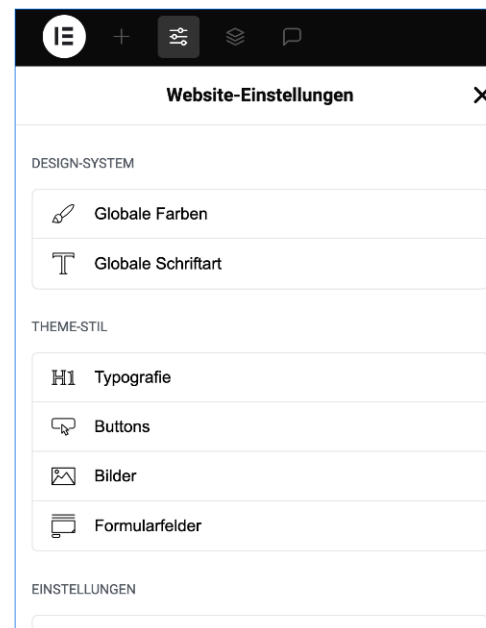 Website-Einstellungen
DESIGN-SYSTEM
Globale Farben
Globale Schriftart
THEME-STIL
H1 Typografie
Buttons
Bilder
Formularfelder
EINSTELLUNGEN